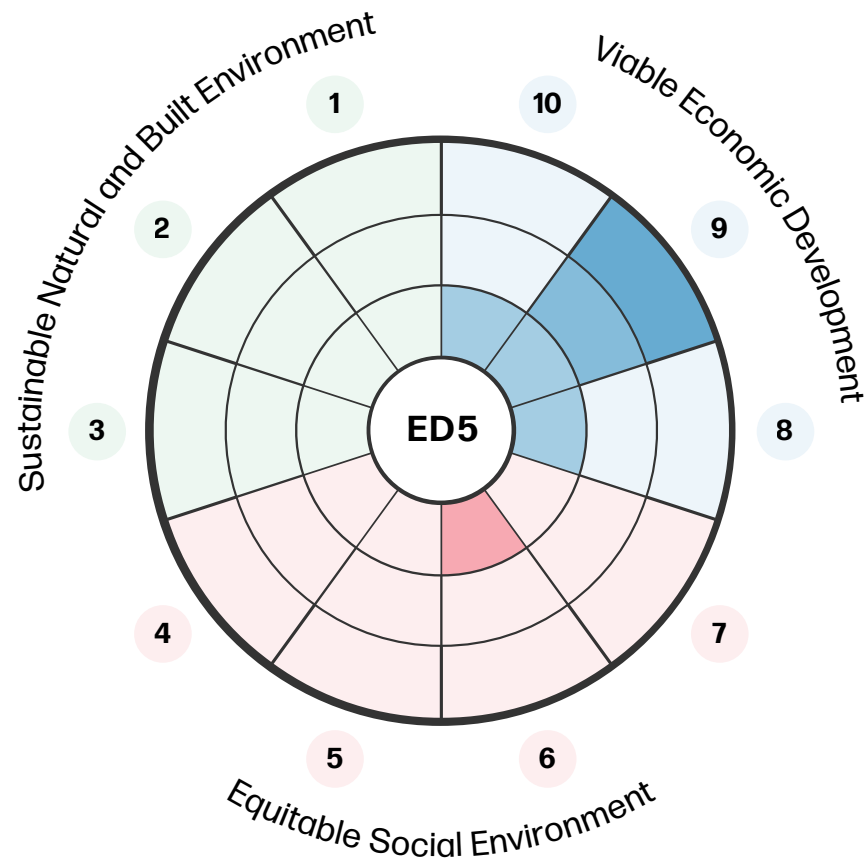 Sustainable Natural and Built Environment
Viable Economic Development
1
10
2
9
3
ED5
8
4
7
5
6
Equitable Social Environment